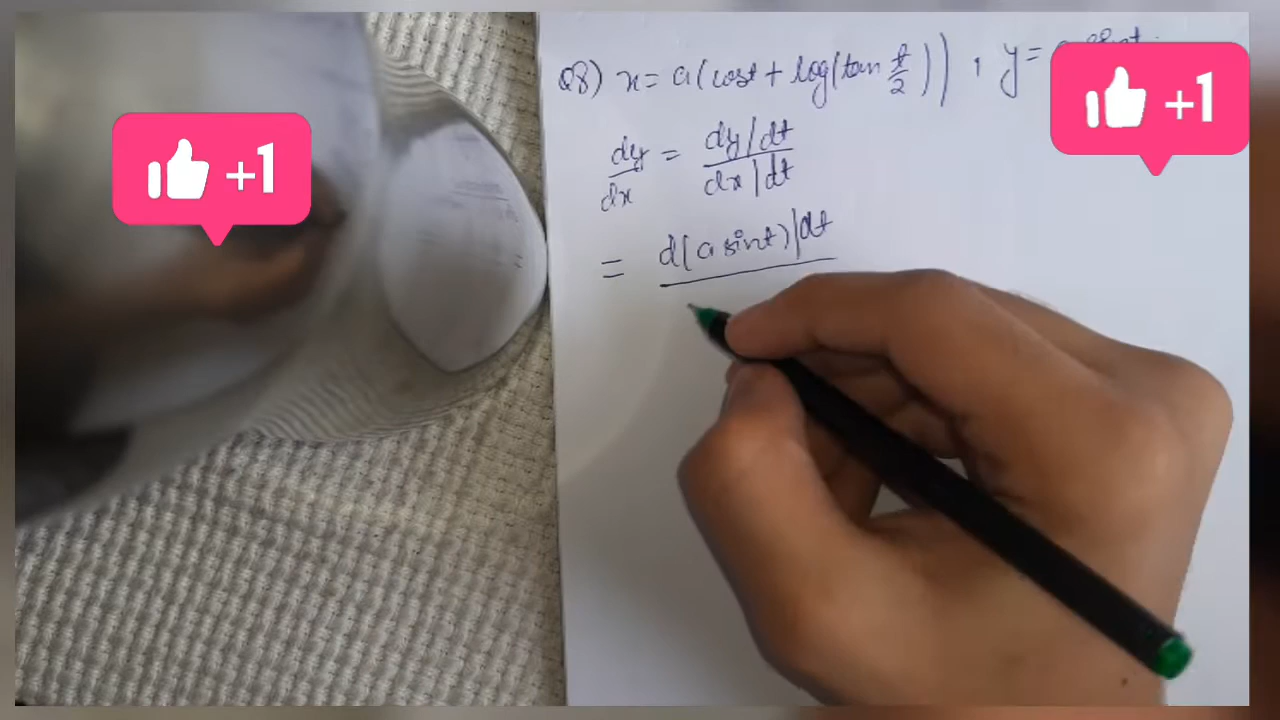 Q8) x = a(cost + log(tan t/2)) , y =
dy/dx = dy/dt / dx/dt
= d(a sint)/dt
+1
+1